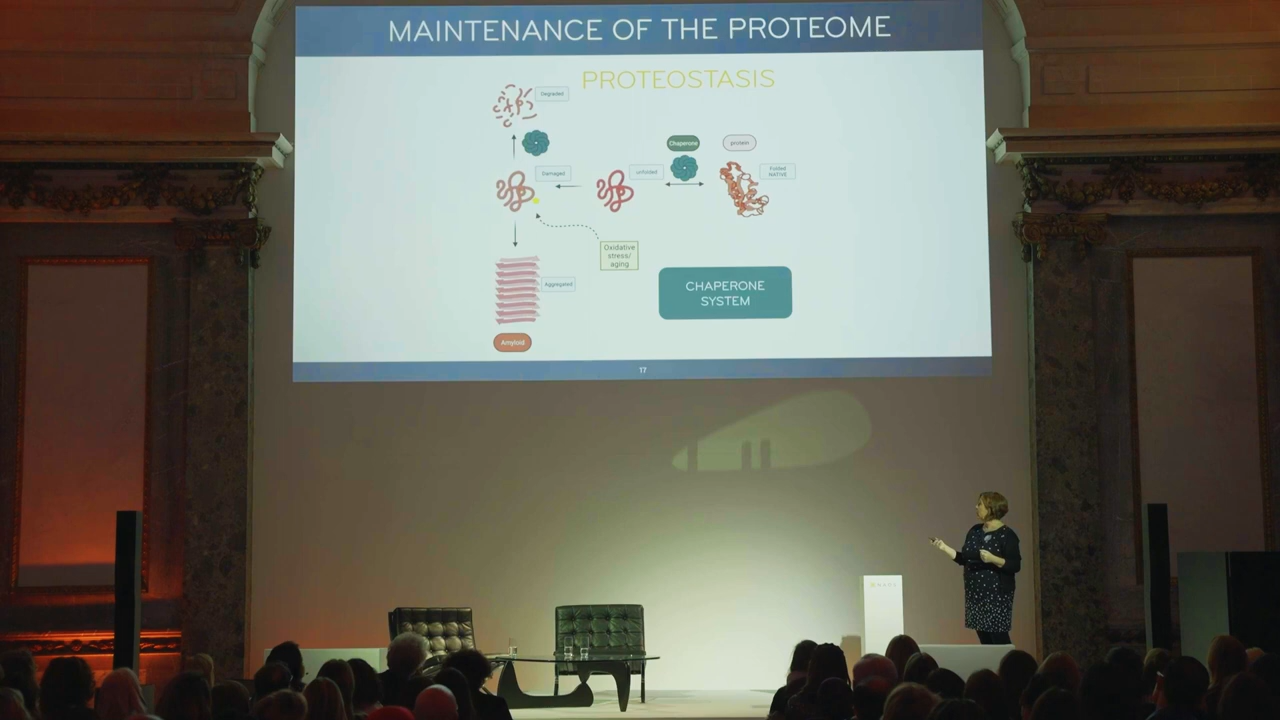 MAINTENANCE OF THE PROTEOME
PROTEOSTASIS
Degraded
Chaperone
protein
Damaged
unfolded
Folded
NATIVE
Oxidative
stress/
aging
Aggregated
CHAPERONE
SYSTEM
Amyloid
17